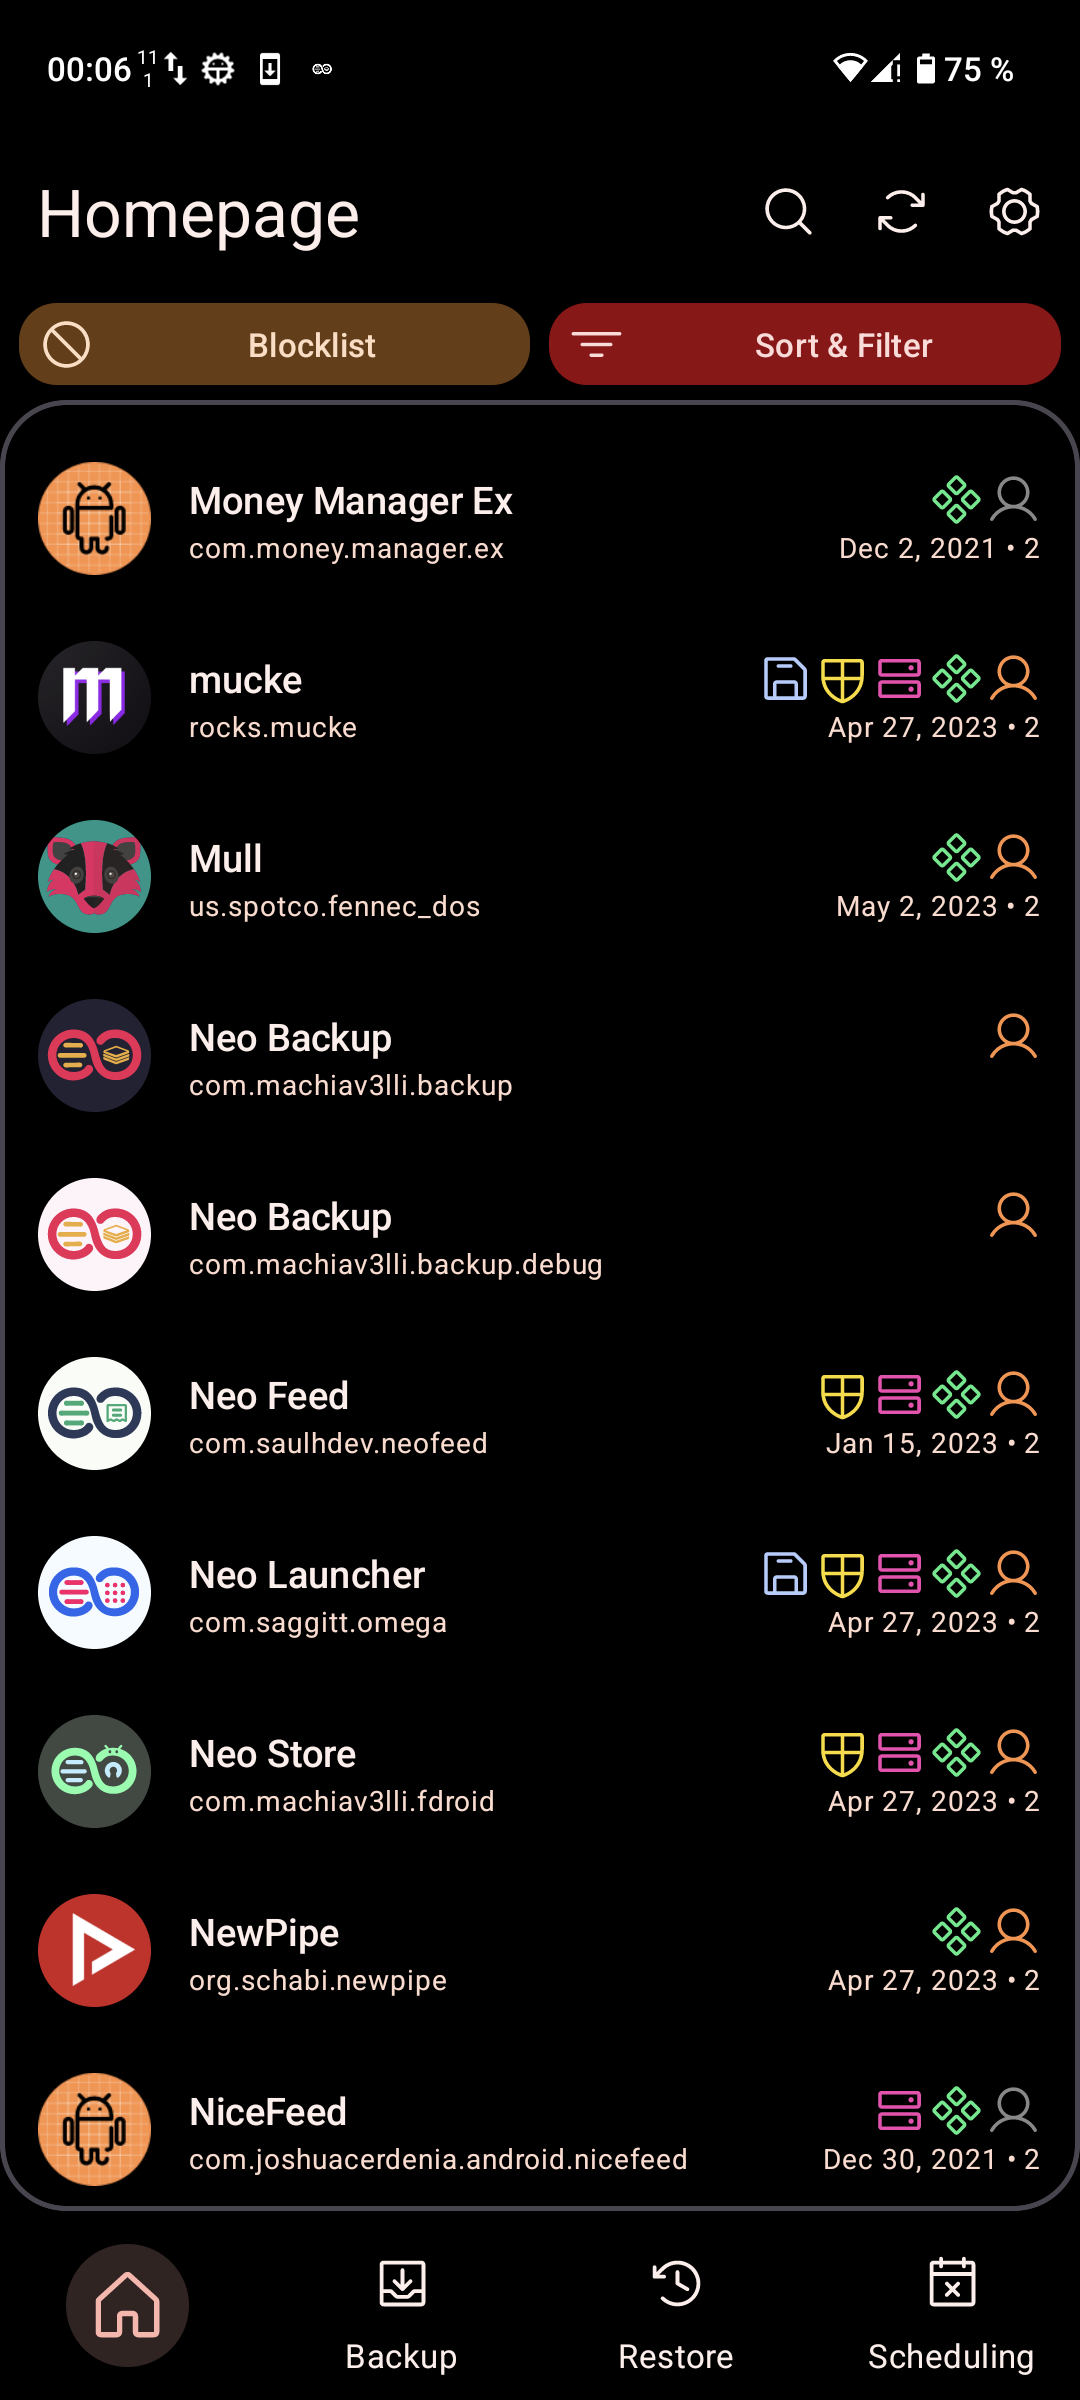 00:06 11 1 75 %
Homepage
Blocklist Sort & Filter
Money Manager Ex
com.money.manager.ex Dec 2, 2021 • 2
mucke
rocks.mucke Apr 27, 2023 • 2
Mull
us.spotco.fennec_dos May 2, 2023 • 2
Neo Backup
com.machiav3lli.backup
Neo Backup
com.machiav3lli.backup.debug
Neo Feed
com.saulhdev.neofeed Jan 15, 2023 • 2
Neo Launcher
com.saggitt.omega Apr 27, 2023 • 2
Neo Store
com.machiav3lli.fdroid Apr 27, 2023 • 2
NewPipe
org.schabi.newpipe Apr 27, 2023 • 2
NiceFeed
com.joshuacerdenia.android.nicefeed Dec 30, 2021 • 2
Backup Restore Scheduling